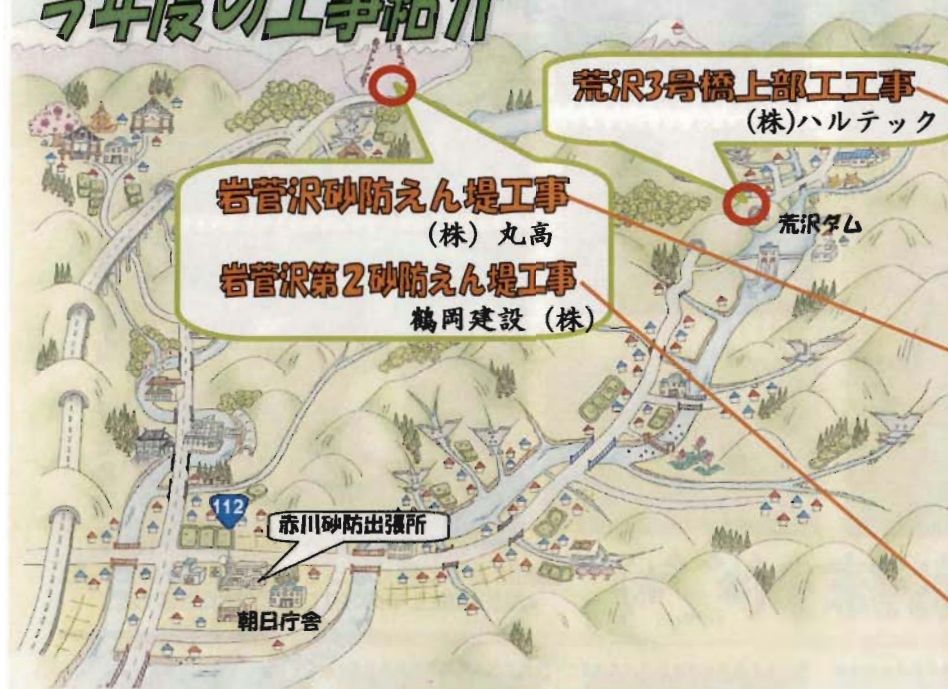 今年度の工事紹介
荒沢3号橋上部工工事
(株)ハルテック
岩菅沢砂防えん堤工事
(株) 丸高
岩菅沢第2砂防えん堤工事
鶴岡建設 (株)
荒沢ダム
112
赤川砂防出張所
朝日庁舎